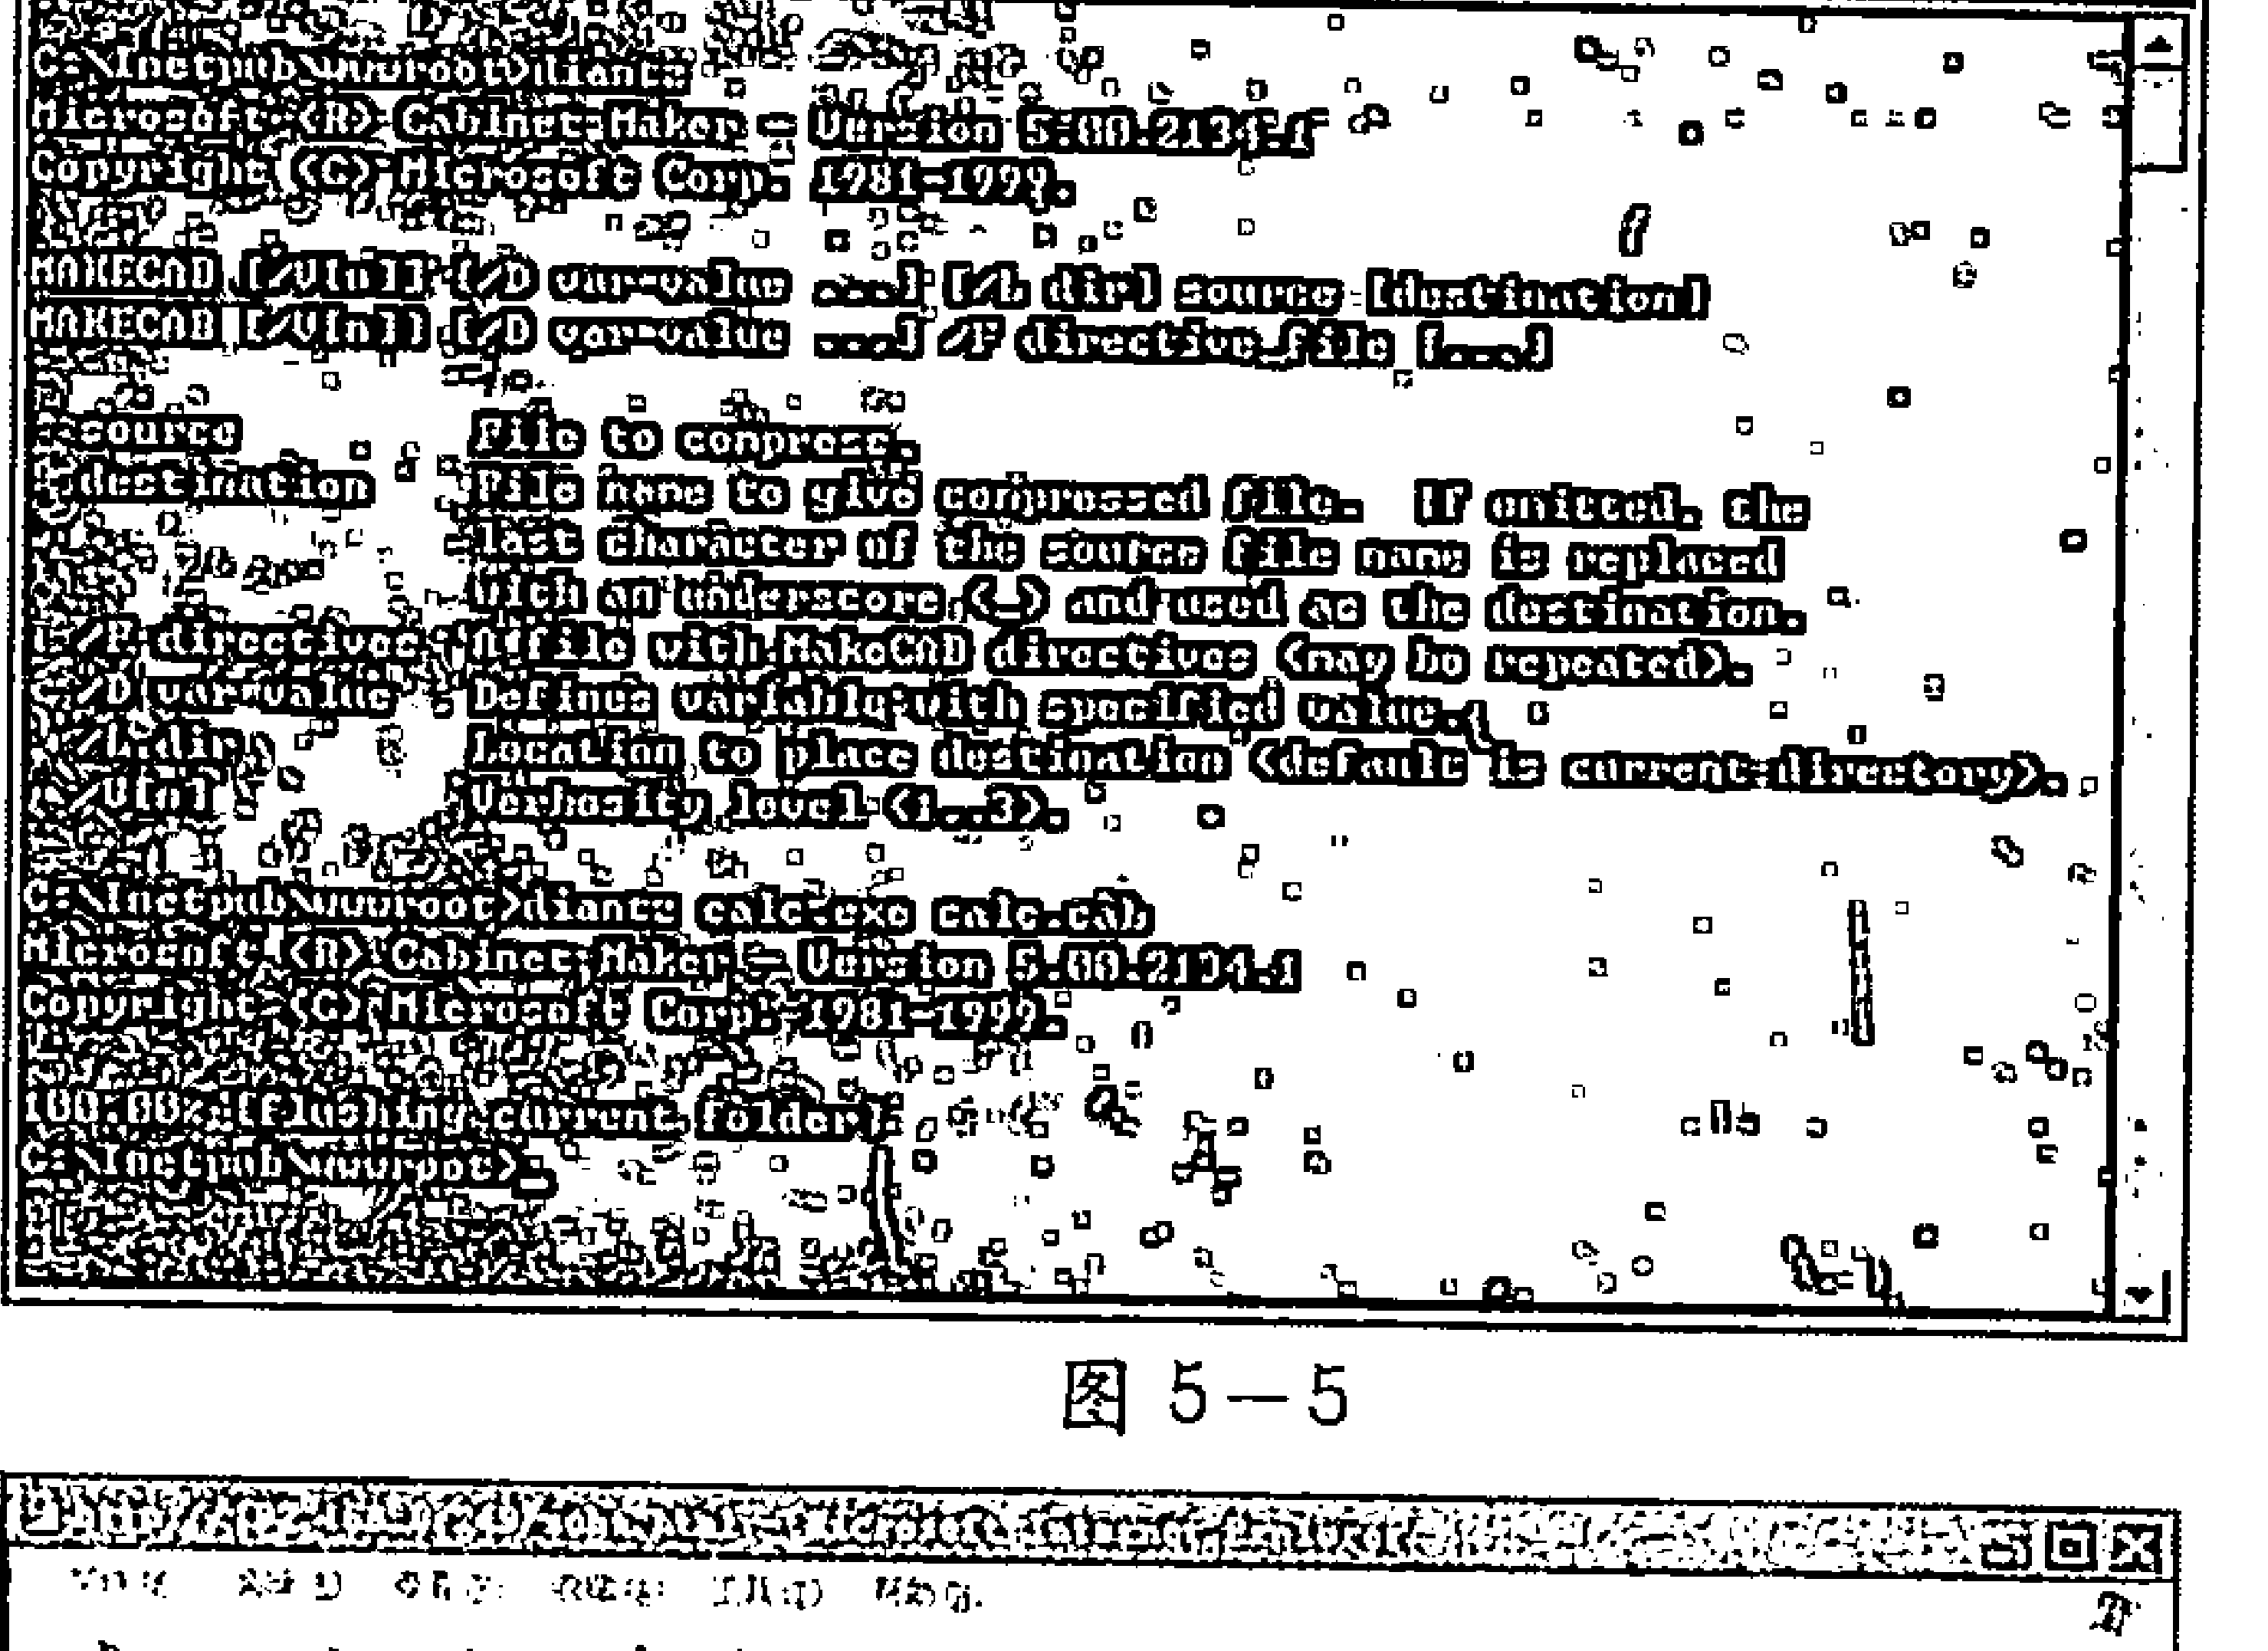 C:\Inetpub\wwwroot>diantz
Microsoft (R) Cabinet Maker - Version 5.00.2134.1
Copyright (C) Microsoft Corp. 1981-1999.
MAKECAB [/V[n]] [/D var=value ...] [/L dir] source [destination]
MAKECAB [/V[n]] [/D var=value ...] /F directive_file [...]
source File to compress.
destination File name to give compressed file. If omitted, the
last character of the source file name is replaced
with an underscore (_) and used as the destination.
/F directives A file with MakeCAB directives (may be repeated).
/D var=value Defines variable with specified value.
/L dir Location to place destination (default is current directory).
/V[n] Verbosity level (1..3).
C:\Inetpub\wwwroot>diantz calc.exe calc.cab
Microsoft (R) Cabinet Maker - Version 5.00.2134.1
Copyright (C) Microsoft Corp. 1981-1999.
100.00% [flushing current folder]
C:\Inetpub\wwwroot>_
图 5－5
Microsoft Internet Explorer